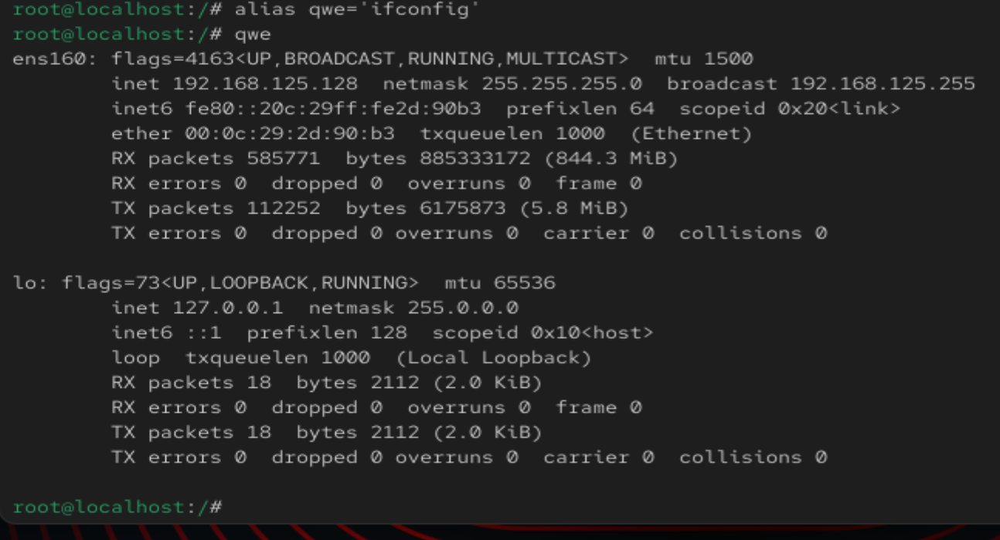 root@localhost:/# alias qwe='ifconfig'
root@localhost:/# qwe
ens160: flags=4163<UP,BROADCAST,RUNNING,MULTICAST>  mtu 1500
        inet 192.168.125.128  netmask 255.255.255.0  broadcast 192.168.125.255
        inet6 fe80::20c:29ff:fe2d:90b3  prefixlen 64  scopeid 0x20<link>
        ether 00:0c:29:2d:90:b3  txqueuelen 1000  (Ethernet)
        RX packets 585771  bytes 885333172 (844.3 MiB)
        RX errors 0  dropped 0  overruns 0  frame 0
        TX packets 112252  bytes 6175873 (5.8 MiB)
        TX errors 0  dropped 0 overruns 0  carrier 0  collisions 0

lo: flags=73<UP,LOOPBACK,RUNNING>  mtu 65536
        inet 127.0.0.1  netmask 255.0.0.0
        inet6 ::1  prefixlen 128  scopeid 0x10<host>
        loop  txqueuelen 1000  (Local Loopback)
        RX packets 18  bytes 2112 (2.0 KiB)
        RX errors 0  dropped 0  overruns 0  frame 0
        TX packets 18  bytes 2112 (2.0 KiB)
        TX errors 0  dropped 0 overruns 0  carrier 0  collisions 0

root@localhost:/#